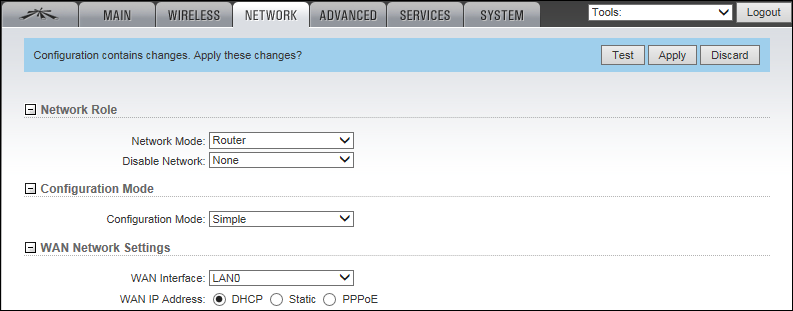 MAIN WIRELESS NETWORK ADVANCED SERVICES SYSTEM Tools: Logout
Configuration contains changes. Apply these changes? Test Apply Discard
Network Role
Network Mode: Router
Disable Network: None
Configuration Mode
Configuration Mode: Simple
WAN Network Settings
WAN Interface: LAN0
WAN IP Address: DHCP Static PPPoE